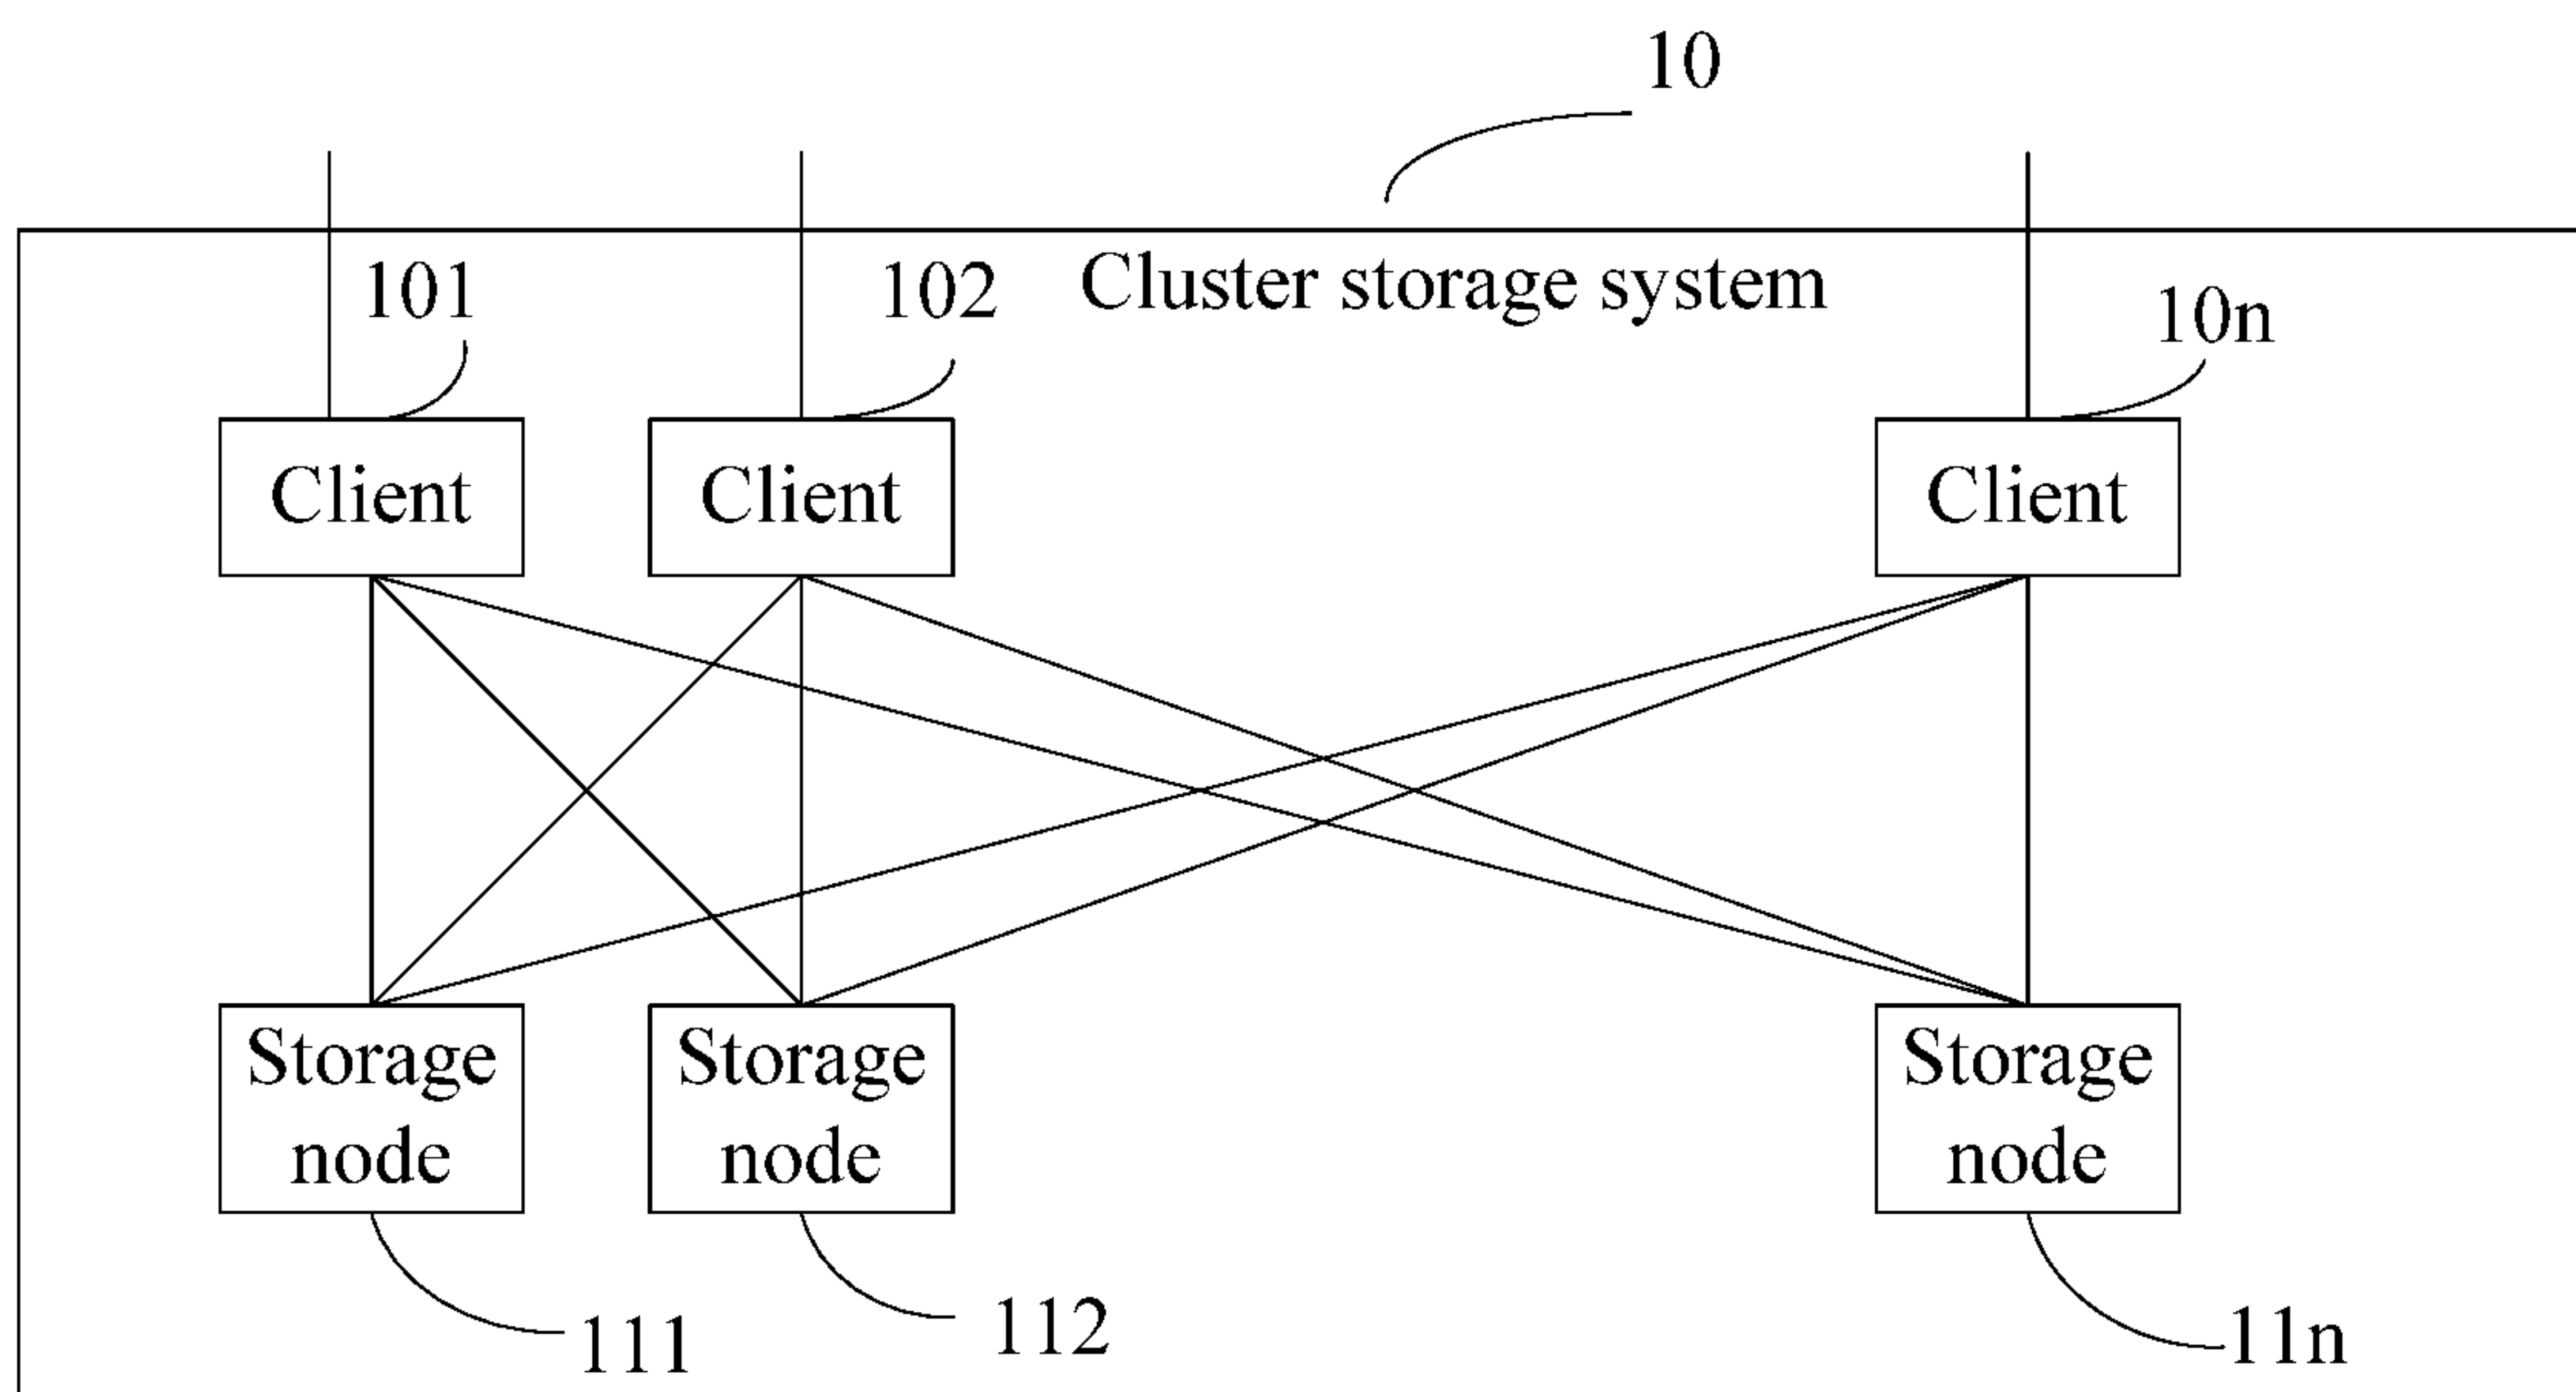 10
101
102
Cluster storage system
10n
Client
Client
Client
Storage
node
Storage
node
Storage
node
111
112
11n